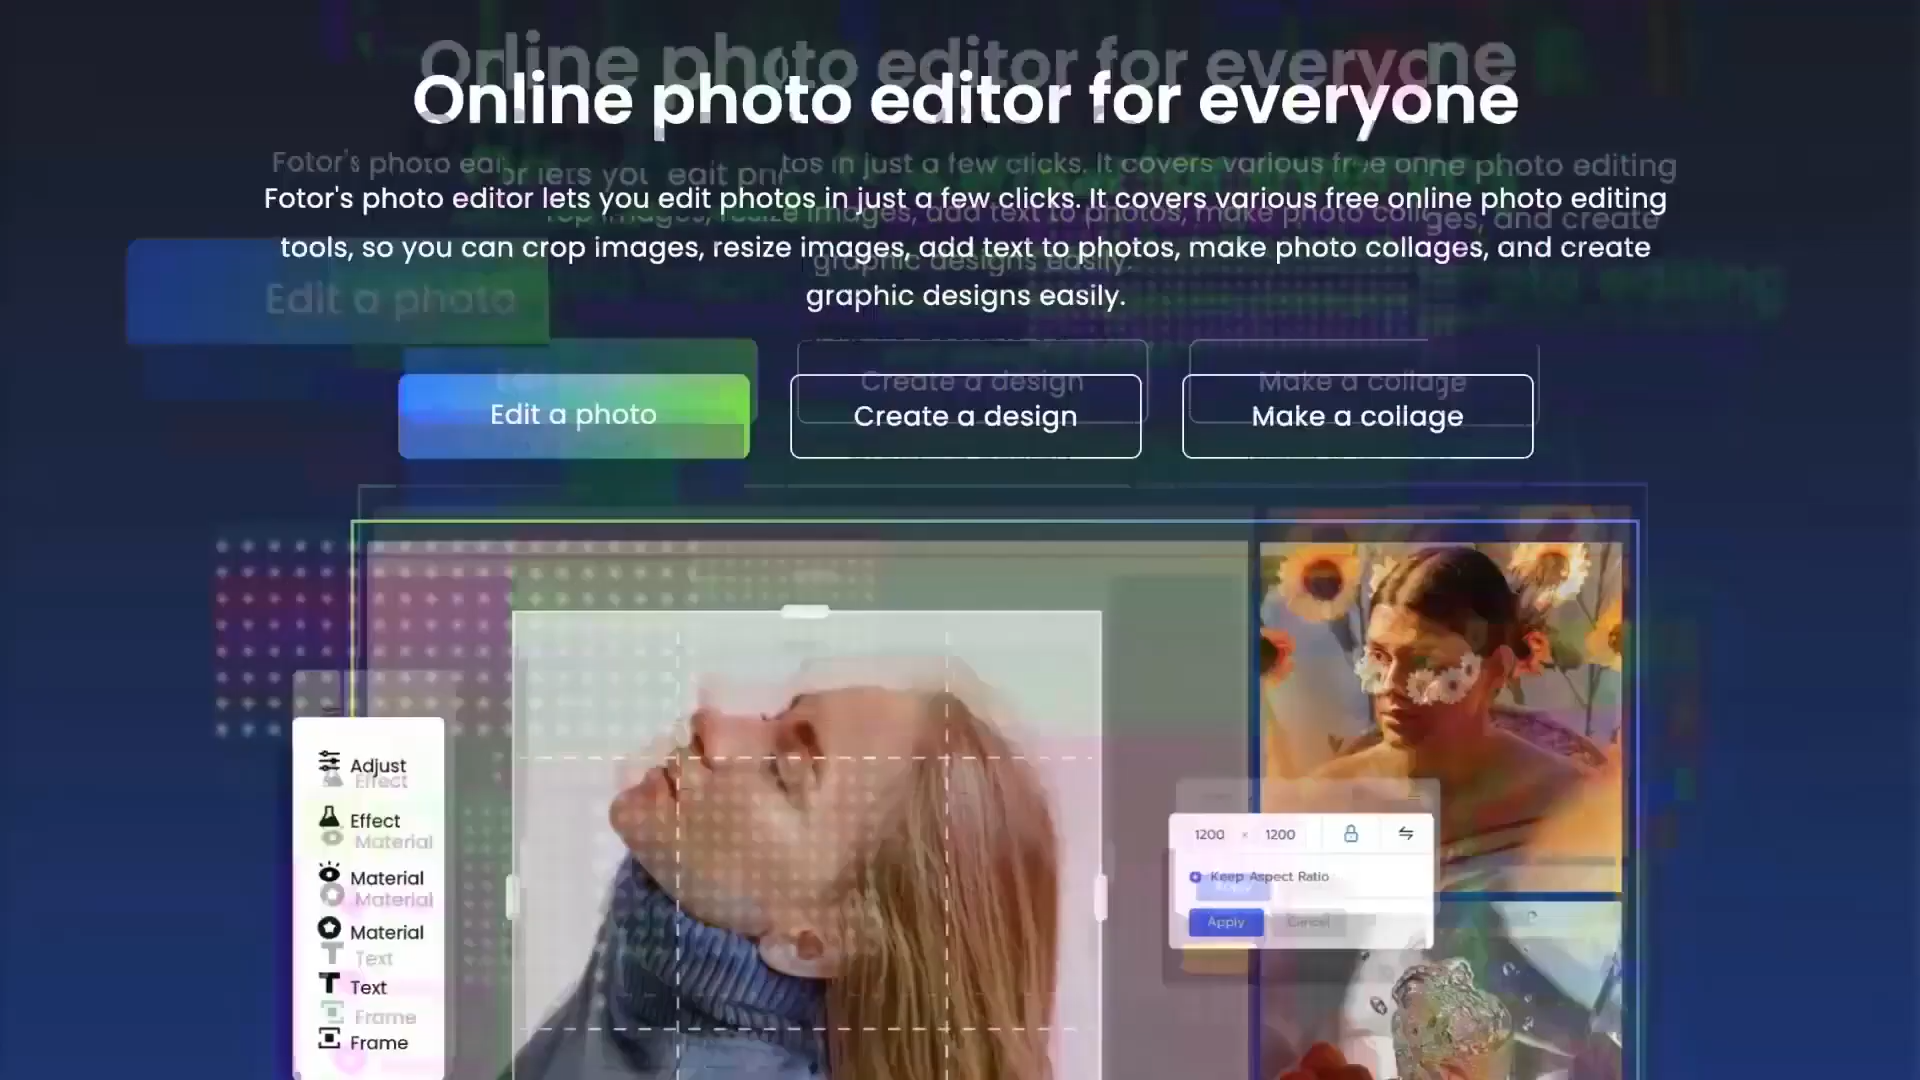 Online photo editor for everyone
Fotor's photo editor lets you edit photos in just a few clicks. It covers various free online photo editing
tools, so you can crop images, resize images, add text to photos, make photo collages, and create
graphic designs easily.
Edit a photo
Create a design
Make a collage
Adjust
Effect
Material
Material
Text
Frame
1200 × 1200
Keep Aspect Ratio
Apply
Cancel